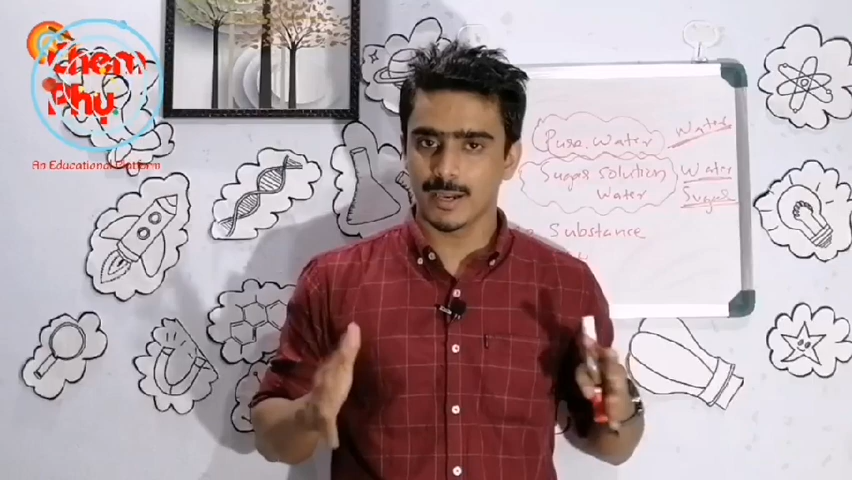 Chem
Phy.
An Educational Platform
Pure Water Water
Sugar solution Water
Water Sugar
Substance